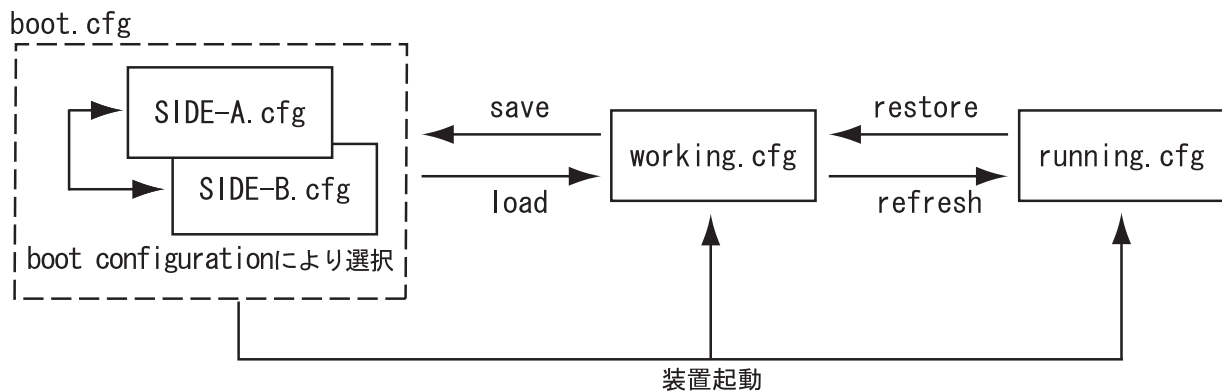 boot.cfg
SIDE-A.cfg
SIDE-B.cfg
boot configurationにより選択
save
load
working.cfg
restore
refresh
running.cfg
装置起動